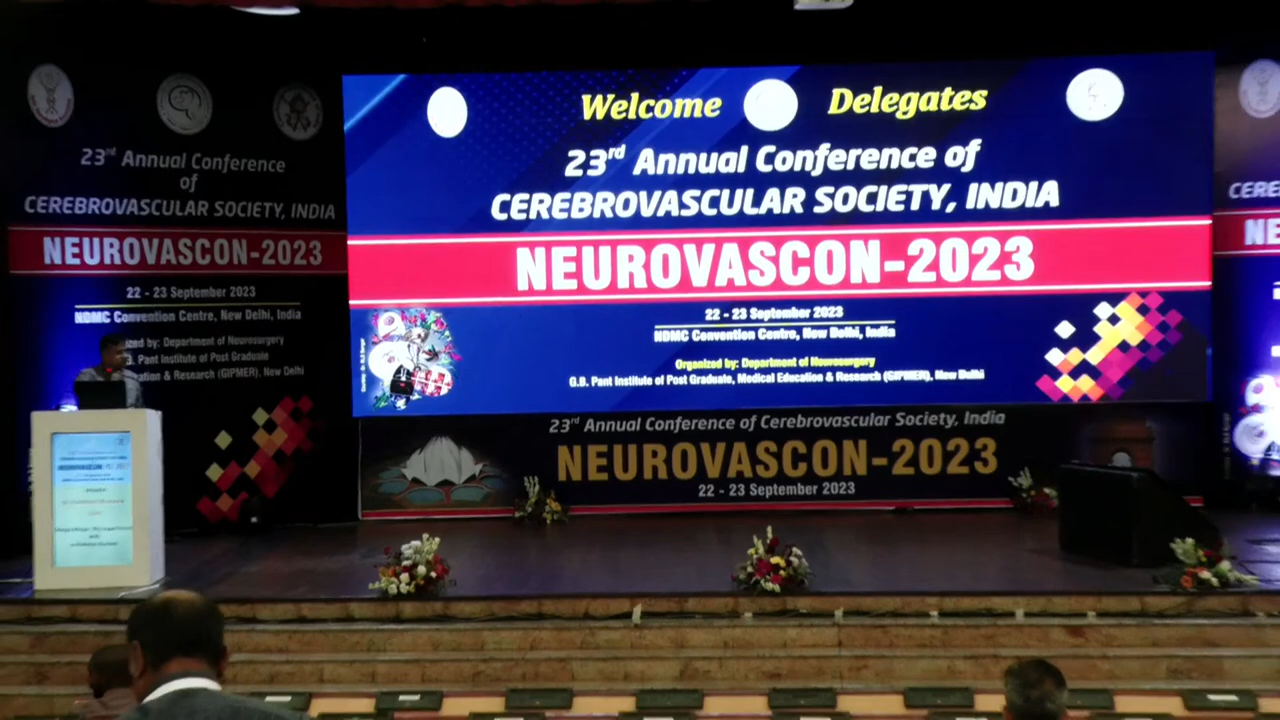 23rd Annual Conference
of
CEREBROVASCULAR SOCIETY, INDIA
NEUROVASCON-2023
22 - 23 September 2023
NDMC Convention Centre, New Delhi, India
by: Department of Neurosurgery
B. Pant Institute of Post Graduate
& Research (GIPMER), New Delhi
Welcome Delegates
23rd Annual Conference of
CEREBROVASCULAR SOCIETY, INDIA
NEUROVASCON-2023
22 - 23 September 2023
NDMC Convention Centre, New Delhi, India
Organized by: Department of Neurosurgery
G.B. Pant Institute of Post Graduate, Medical Education & Research (GIPMER), New Delhi
23rd Annual Conference of Cerebrovascular Society, India
NEUROVASCON-2023
22 - 23 September 2023
CERE
NE